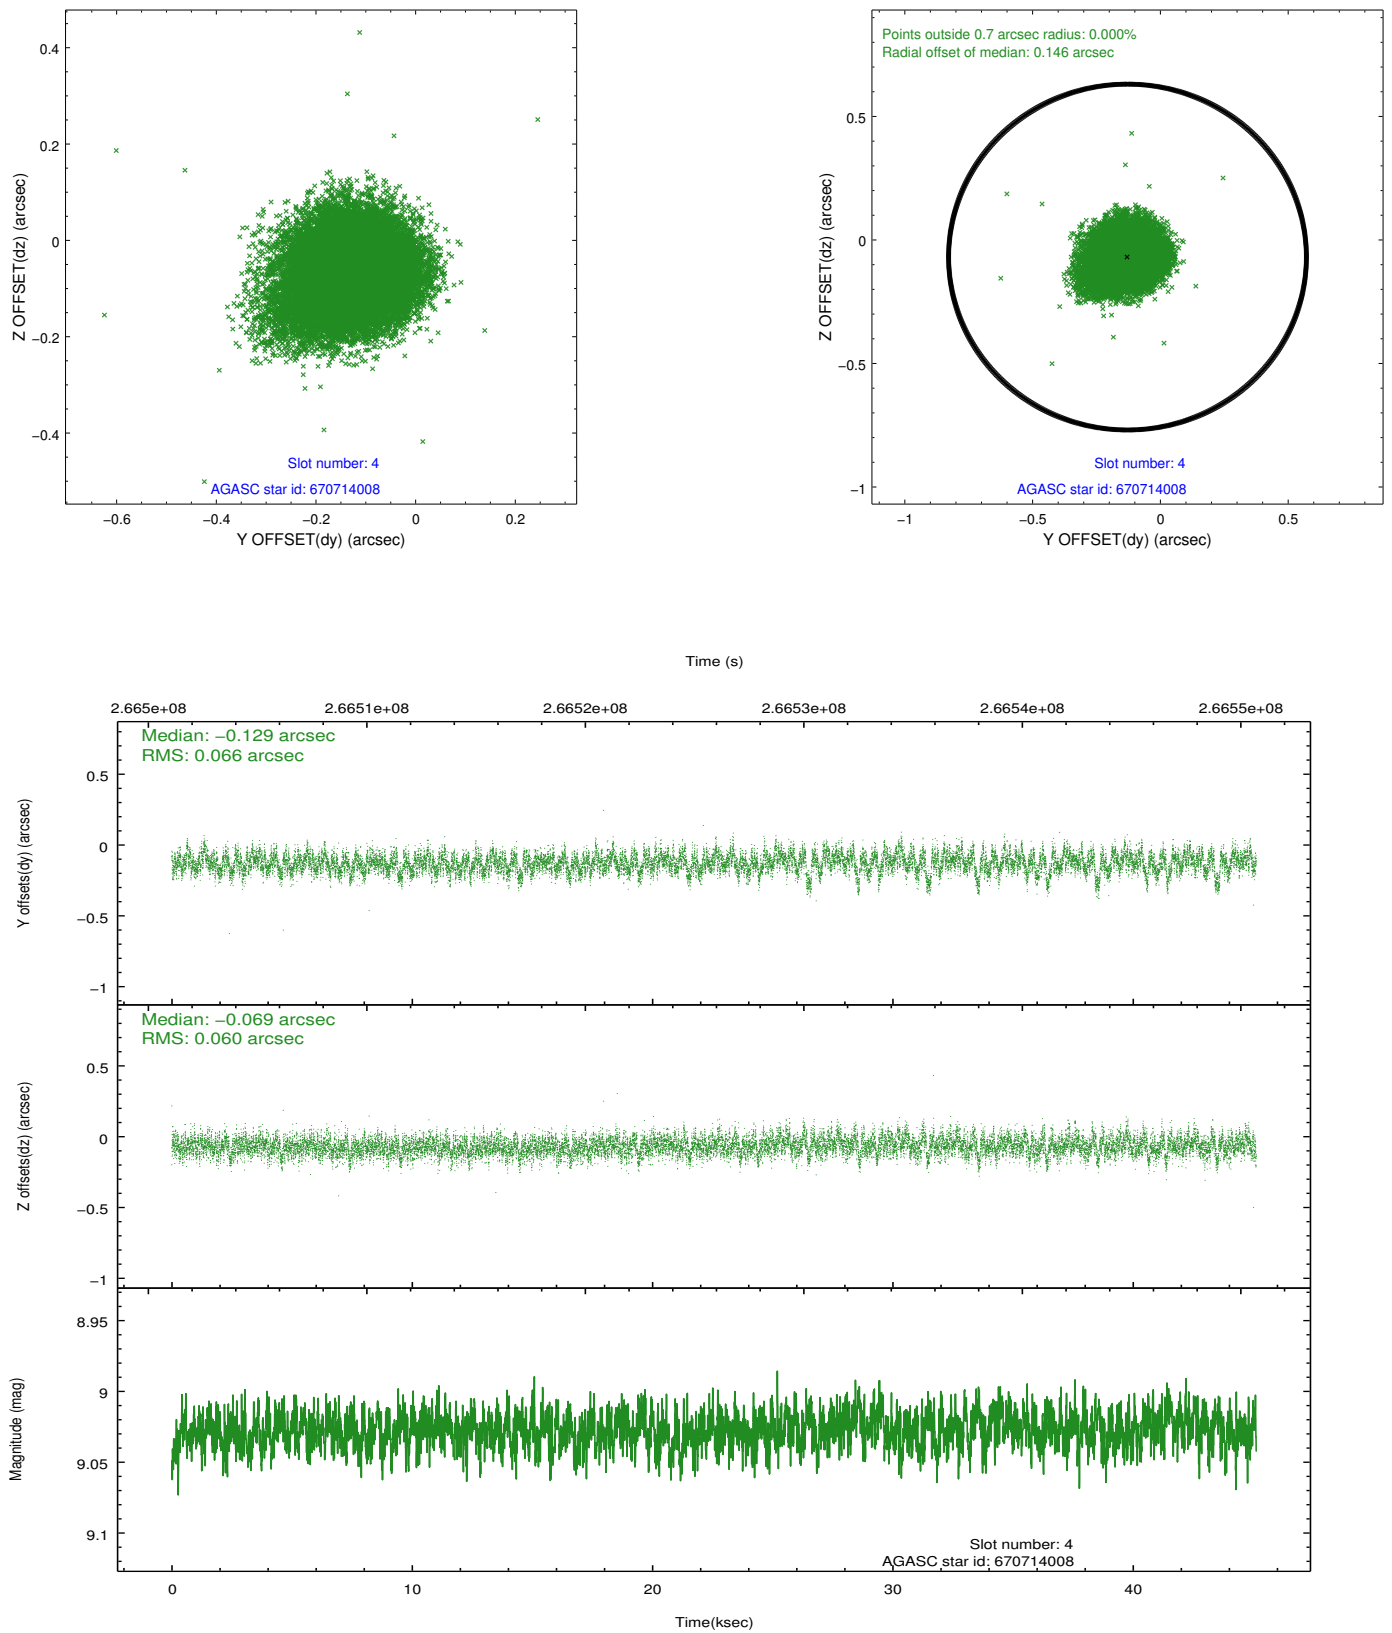 0.4
0.2
0
−0.2
−0.4
−0.6
−0.4
−0.2
0
0.2
Z OFFSET(dz) (arcsec)
Y OFFSET(dy) (arcsec)
Slot number: 4
AGASC star id: 670714008
Points outside 0.7 arcsec radius: 0.000%
Radial offset of median: 0.146 arcsec
0.5
0
−0.5
−1
−1
−0.5
0
0.5
Z OFFSET(dz) (arcsec)
Y OFFSET(dy) (arcsec)
Slot number: 4
AGASC star id: 670714008
Time (s)
2.665e+08
2.6651e+08
2.6652e+08
2.6653e+08
2.6654e+08
2.6655e+08
Median: −0.129 arcsec
RMS: 0.066 arcsec
0.5
0
−0.5
−1
Y offsets(dy) (arcsec)
Median: −0.069 arcsec
RMS: 0.060 arcsec
0.5
0
−0.5
−1
Z offsets(dz) (arcsec)
8.95
9
9.05
9.1
Magnitude (mag)
Slot number: 4
AGASC star id: 670714008
0
10
20
30
40
Time(ksec)